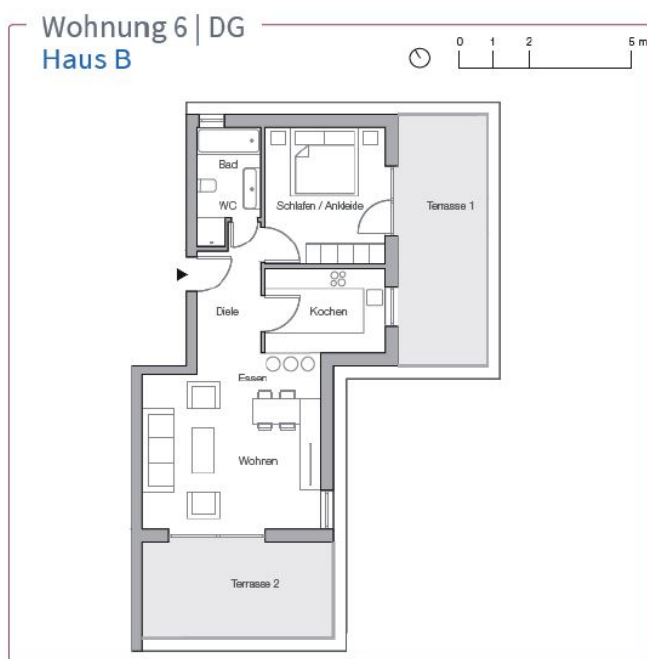 Wohnung 6 | DG
Haus B
0 1 2 5 m
Bad
WC
Schlafen / Ankleide
Terrasse 1
Diele
Kochen
Essen
Wohnen
Terrasse 2